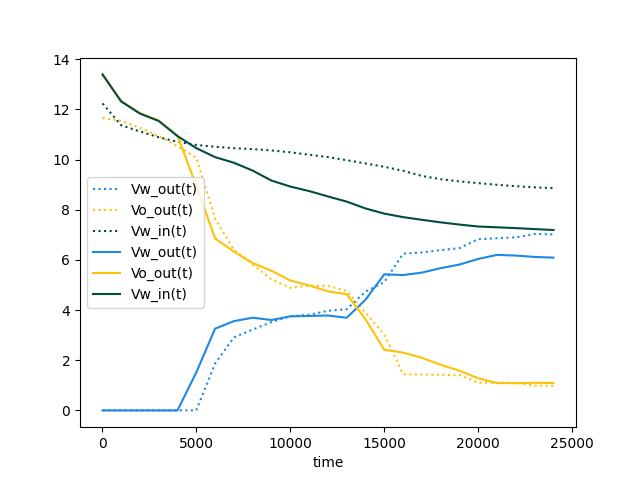 14
12
10
8
6
4
2
0
Vw_out(t)
Vo_out(t)
Vw_in(t)
Vw_out(t)
Vo_out(t)
Vw_in(t)
0 5000 10000 15000 20000 25000
time